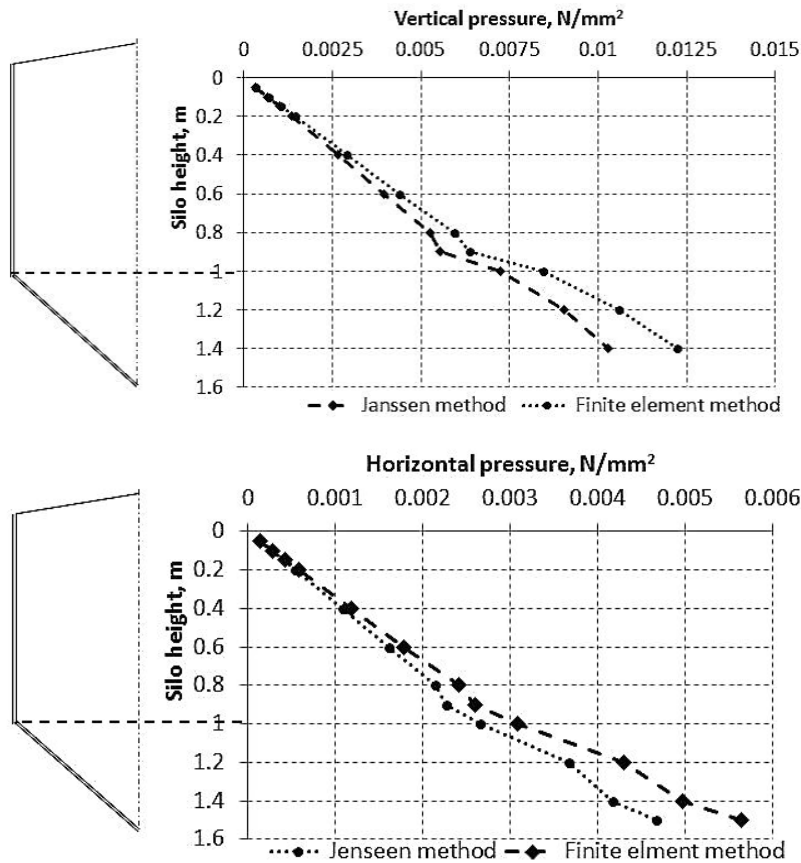 Vertical pressure, N/mm²
0 0.0025 0.005 0.0075 0.01 0.0125 0.015
Silo height, m
0
0.2
0.4
0.6
0.8
1
1.2
1.4
1.6
Janssen method Finite element method
Horizontal pressure, N/mm²
0 0.001 0.002 0.003 0.004 0.005 0.006
Silo height, m
0
0.2
0.4
0.6
0.8
1
1.2
1.4
1.6
Jenseen method Finite elment method